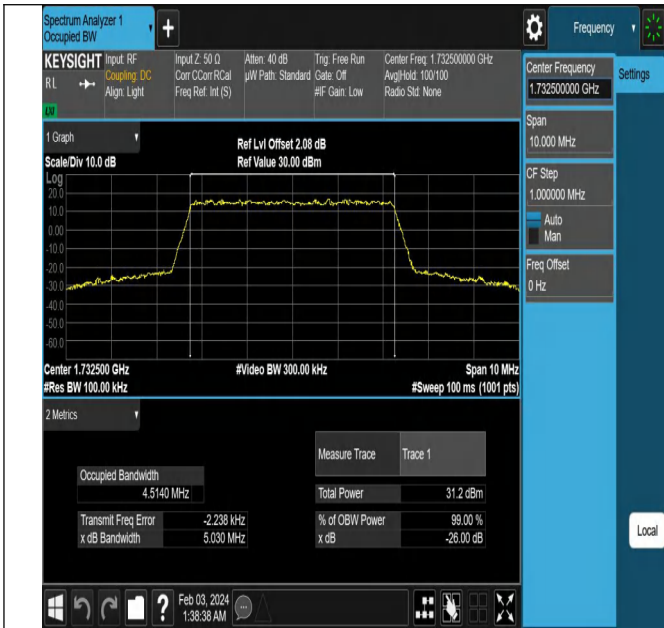 Spectrum Analyzer 1
Occupied BW
Frequency
KEYSIGHT
RL
LXI
Input: RF
Coupling: DC
Align: Light
Input Z: 50 Ω
Corr CCorr RCal
Freq Ref: Int (S)
Atten: 40 dB
µW Path: Standard
Trig: Free Run
Gate: Off
#IF Gain: Low
Center Freq: 1.732500000 GHz
Avg|Hold: 100/100
Radio Std: None
Center Frequency
1.732500000 GHz
Settings
Span
10.000 MHz
CF Step
1.000000 MHz
Auto
Man
Freq Offset
0 Hz
1 Graph
Scale/Div 10.0 dB
Ref Lvl Offset 2.08 dB
Ref Value 30.00 dBm
Log
20.0
10.0
0.00
-10.0
-20.0
-30.0
-40.0
-50.0
-60.0
Center 1.732500 GHz
#Video BW 300.00 kHz
Span 10 MHz
#Res BW 100.00 kHz
#Sweep 100 ms (1001 pts)
2 Metrics
Measure Trace
Trace 1
Occupied Bandwidth
4.5140 MHz
Total Power
31.2 dBm
Transmit Freq Error
-2.238 kHz
% of OBW Power
99.00 %
x dB Bandwidth
5.030 MHz
x dB
-26.00 dB
Local
?
Feb 03, 2024
1:38:38 AM